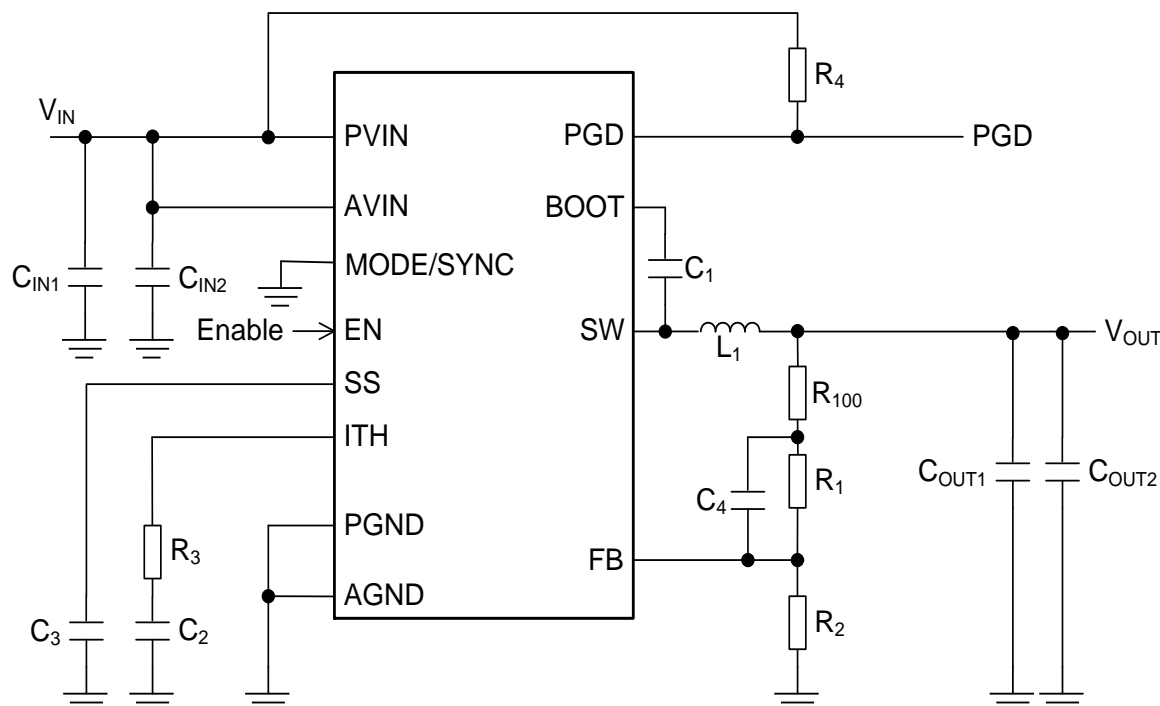 R4
VIN
PVIN
PGD
PGD
AVIN
BOOT
CIN1
CIN2
MODE/SYNC
C1
Enable
EN
SW
L1
VOUT
SS
R100
ITH
C4
R1
COUT1
COUT2
PGND
R3
FB
AGND
C3
C2
R2